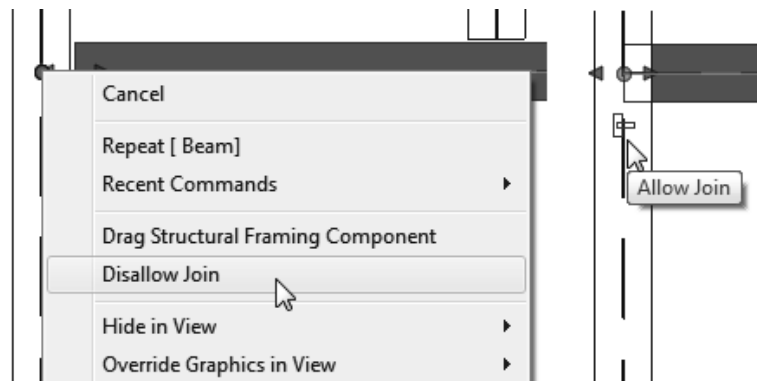 Cancel
Repeat [ Beam]
Recent Commands
Drag Structural Framing Component
Disallow Join
Hide in View
Override Graphics in View
Allow Join